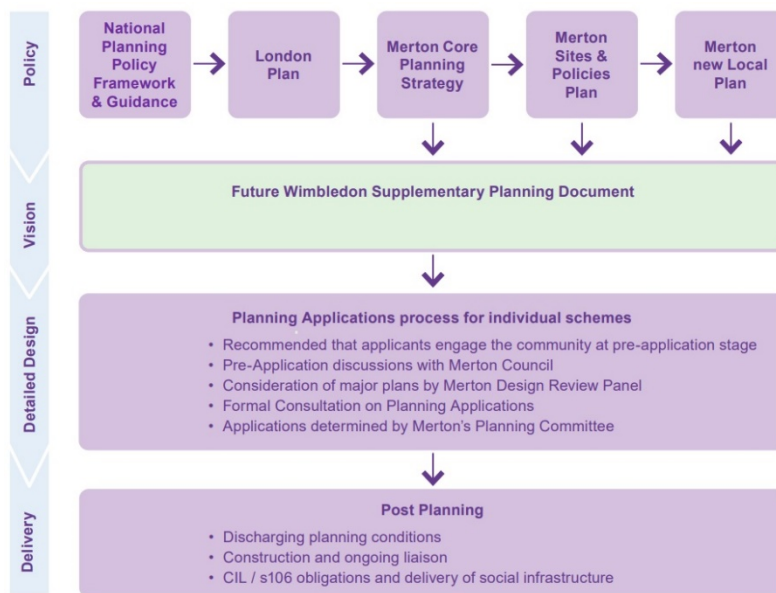 Policy
National
Planning
Policy
Framework
& Guidance
London
Plan
Merton Core
Planning
Strategy
Merton
Sites &
Policies
Plan
Merton
new Local
Plan
Vision
Future Wimbledon Supplementary Planning Document
Detailed Design
Planning Applications process for individual schemes
• Recommended that applicants engage the community at pre-application stage
• Pre-Application discussions with Merton Council
• Consideration of major plans by Merton Design Review Panel
• Formal Consultation on Planning Applications
• Applications determined by Merton's Planning Committee
Delivery
Post Planning
• Discharging planning conditions
• Construction and ongoing liaison
• CIL / s106 obligations and delivery of social infrastructure